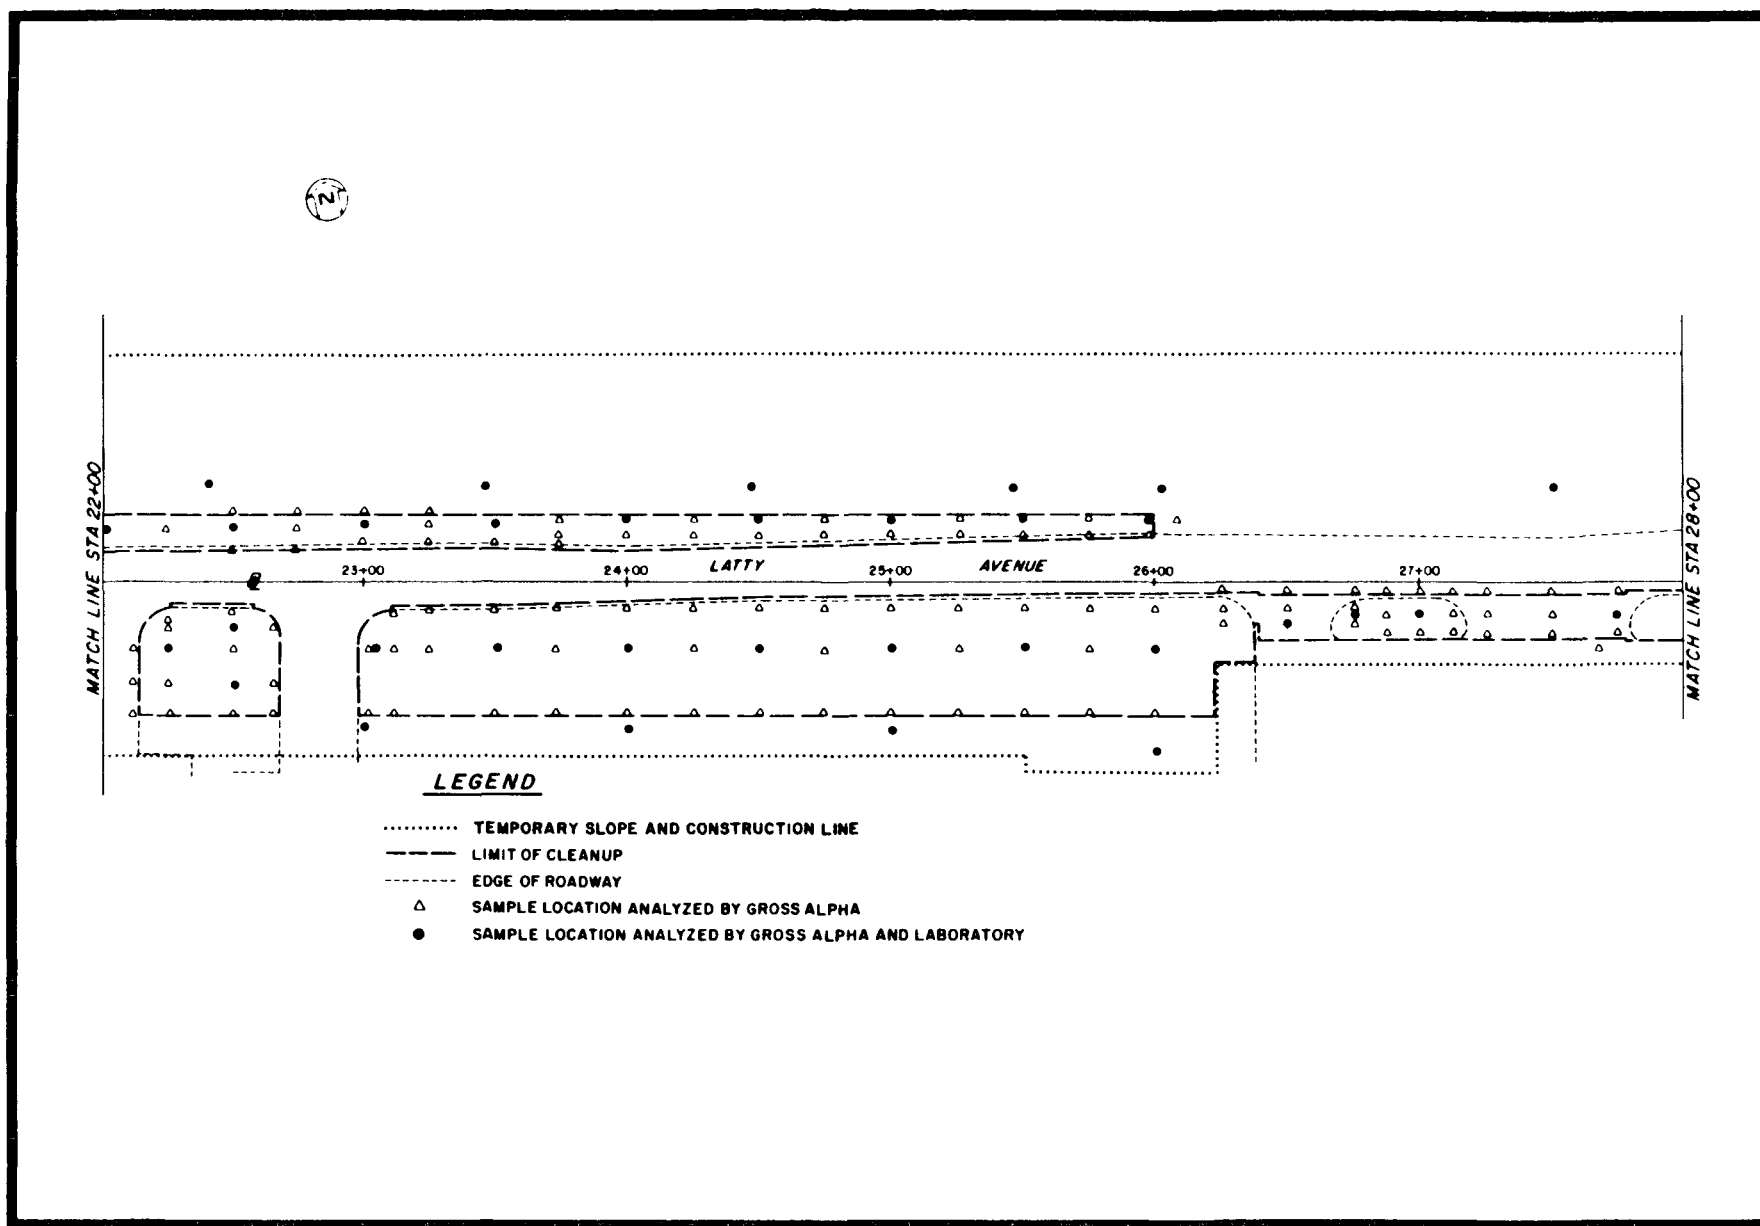 N
MATCH LINE STA 22+00
23+00
24+00
LATTY
25+00
AVENUE
26+00
27+00
MATCH LINE STA 28+00
LEGEND
TEMPORARY SLOPE AND CONSTRUCTION LINE
LIMIT OF CLEANUP
EDGE OF ROADWAY
SAMPLE LOCATION ANALYZED BY GROSS ALPHA
SAMPLE LOCATION ANALYZED BY GROSS ALPHA AND LABORATORY